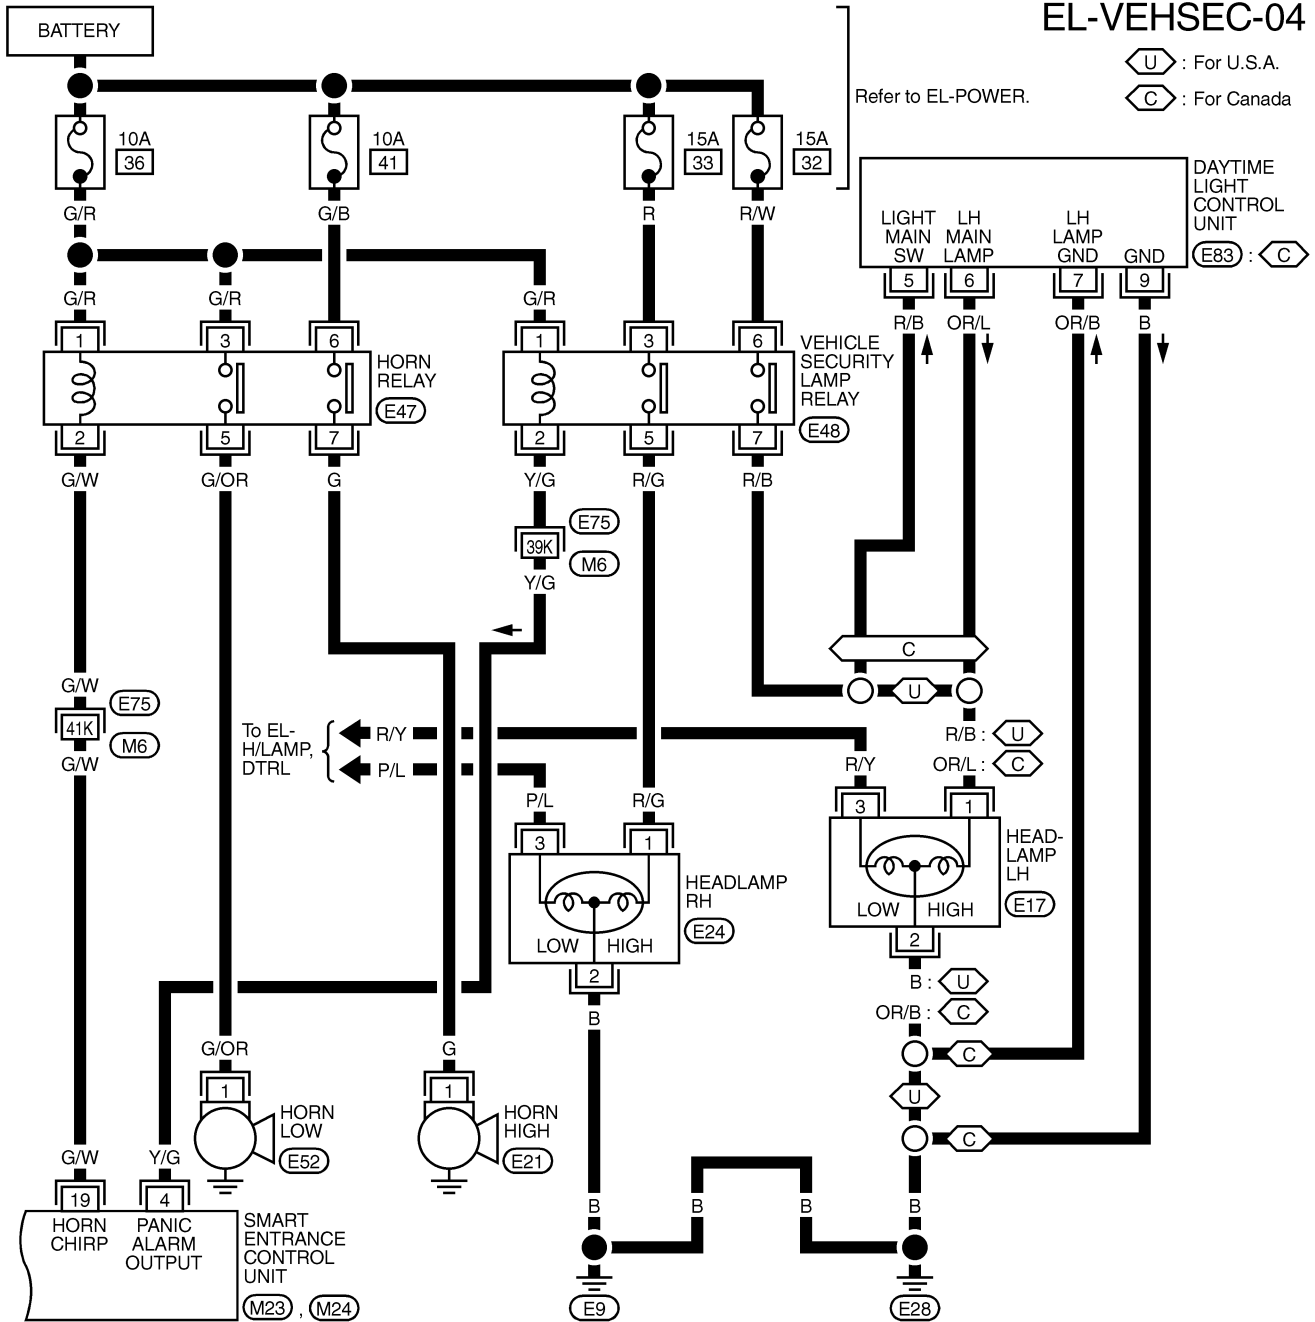 EL-VEHSEC-04
BATTERY
U : For U.S.A.
C : For Canada
Refer to EL-POWER.
10A
36
10A
41
15A
33
15A
32
G/R
G/B
R
R/W
DAYTIME
LIGHT
CONTROL
UNIT
E83 : C
LIGHT
MAIN
SW
LH
MAIN
LAMP
LH
LAMP
GND
GND
5
6
7
9
R/B
OR/L
OR/B
B
G/R
G/R
G/R
1
3
6
1
3
6
HORN
RELAY
E47
VEHICLE
SECURITY
LAMP
RELAY
E48
2
5
7
2
5
7
G/W
G/OR
G
Y/G
R/G
R/B
E75
39K
M6
Y/G
C
U
G/W
E75
41K
M6
G/W
To EL-
H/LAMP,
DTRL
R/Y
P/L
R/B : U
OR/L : C
R/Y
P/L
R/G
3
1
3
1
HEAD-
LAMP
LH
E17
LOW
HIGH
HEADLAMP
RH
E24
LOW
HIGH
2
2
B : U
OR/B : C
B
C
U
C
G/OR
G
1
1
HORN
LOW
E52
HORN
HIGH
E21
G/W
Y/G
19
4
HORN
CHIRP
PANIC
ALARM
OUTPUT
SMART
ENTRANCE
CONTROL
UNIT
M23 , M24
B
B
B
B
E9
E28